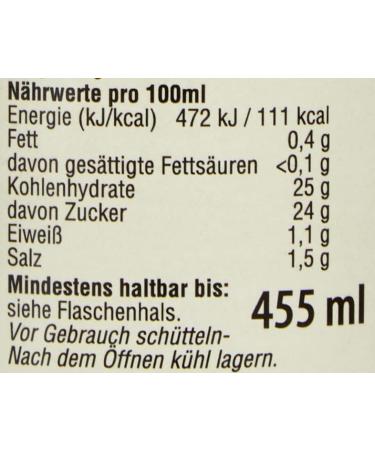 Nährwerte pro 100ml
Energie (kJ/kcal) 472 kJ / 111 kcal
Fett 0,4 g
davon gesättigte Fettsäuren <0,1 g
Kohlenhydrate 25 g
davon Zucker 24 g
Eiweiß 1,1 g
Salz 1,5 g
Mindestens haltbar bis:
siehe Flaschenhals. 455 ml
Vor Gebrauch schütteln-
Nach dem Öffnen kühl lagern.